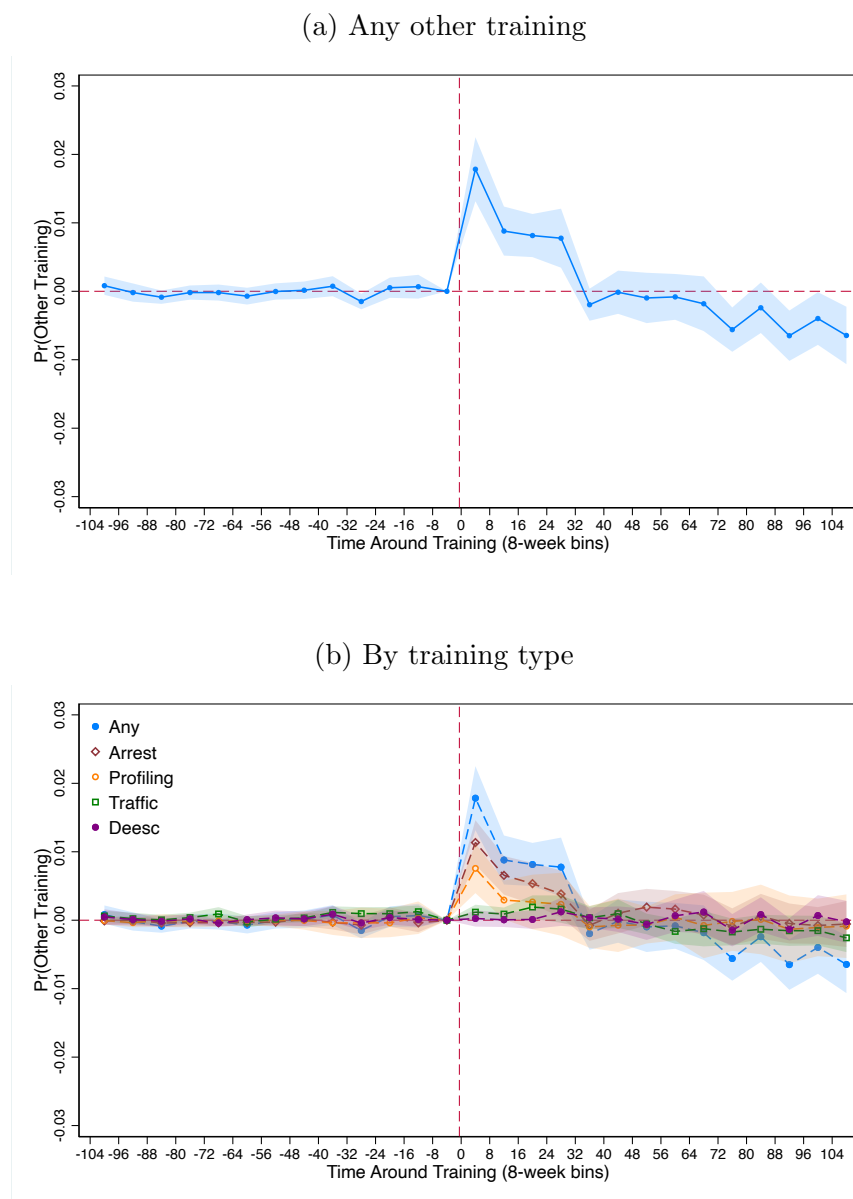 (a) Any other training
0.03
0.02
0.01
0.00
-0.01
-0.02
-0.03
Pr(Other Training)
-104 -96 -88 -84 -72 -64 -56 -48 -40 -32 -24 -16 -8 0 8 16 24 32 40 48 56 64 72 80 88 96 104
Time Around Training (8-week bins)
(b) By training type
0.03
0.02
0.01
0.00
-0.01
-0.02
-0.03
Pr(Other Training)
Any
Arrest
Profiling
Traffic
Deesc
-104 -96 -88 -84 -72 -64 -56 -48 -40 -32 -24 -16 -8 0 8 16 24 32 40 48 56 64 72 80 88 96 104
Time Around Training (8-week bins)